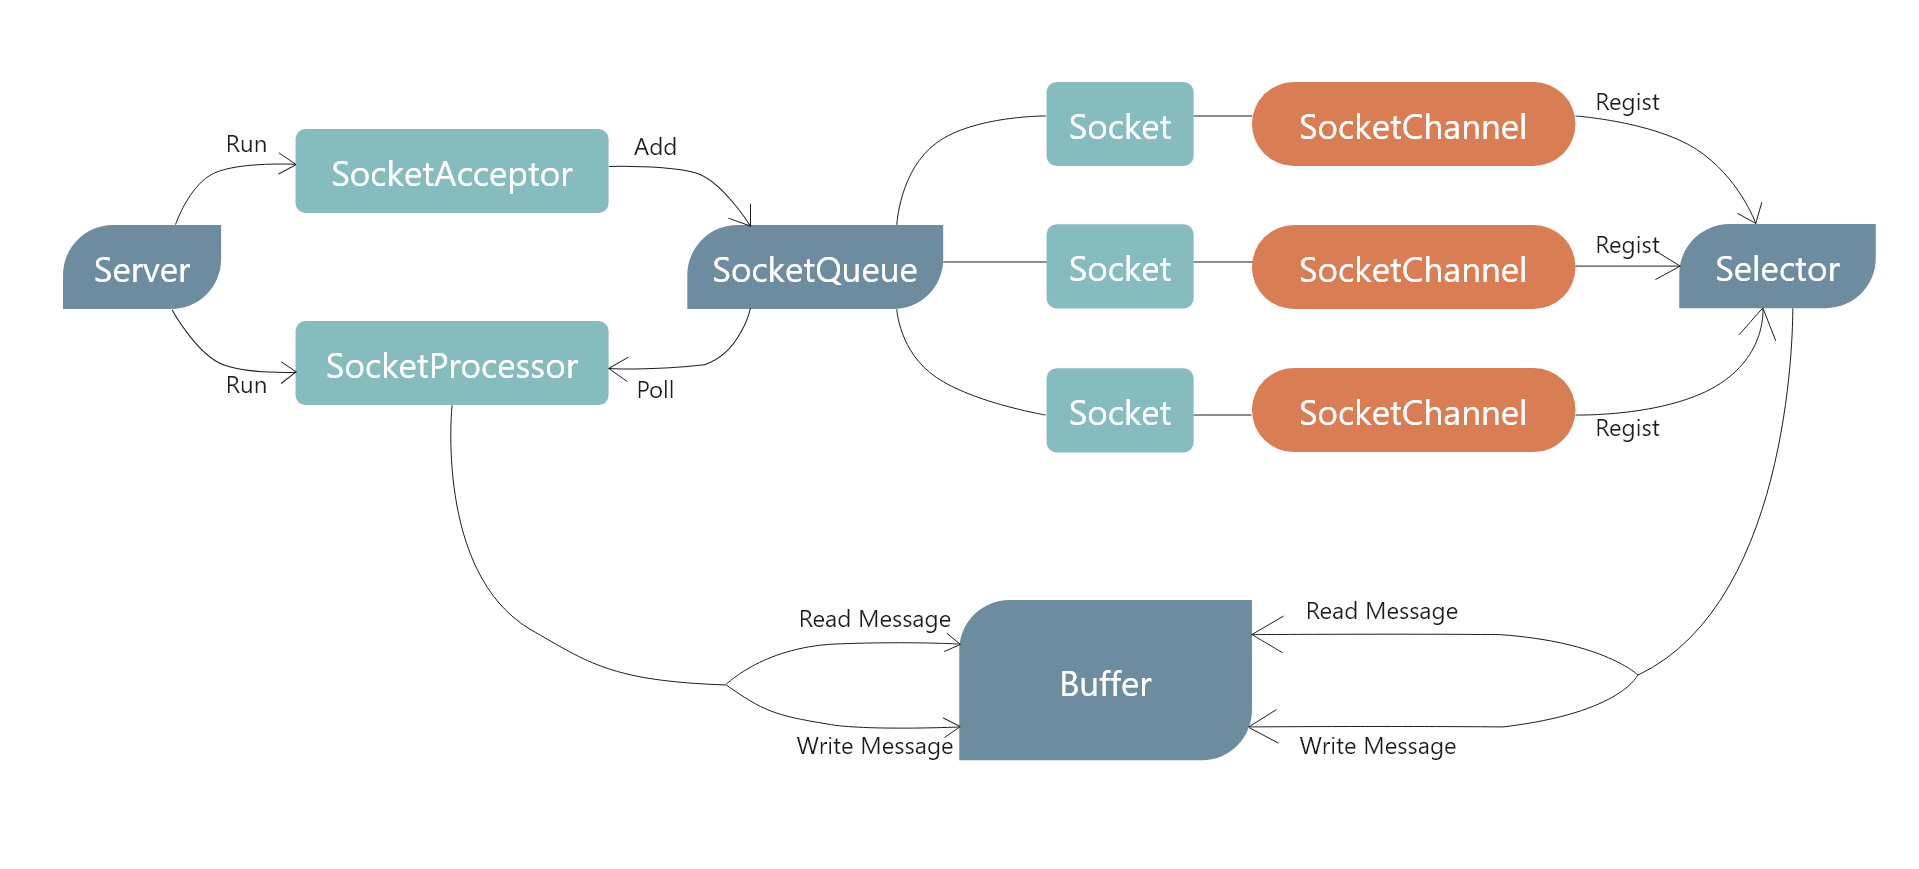 Run
SocketAcceptor
Add
Server
Run
SocketProcessor
Poll
SocketQueue
Socket
SocketChannel
Regist
Socket
SocketChannel
Regist
Socket
SocketChannel
Regist
Selector
Read Message
Write Message
Buffer
Read Message
Write Message